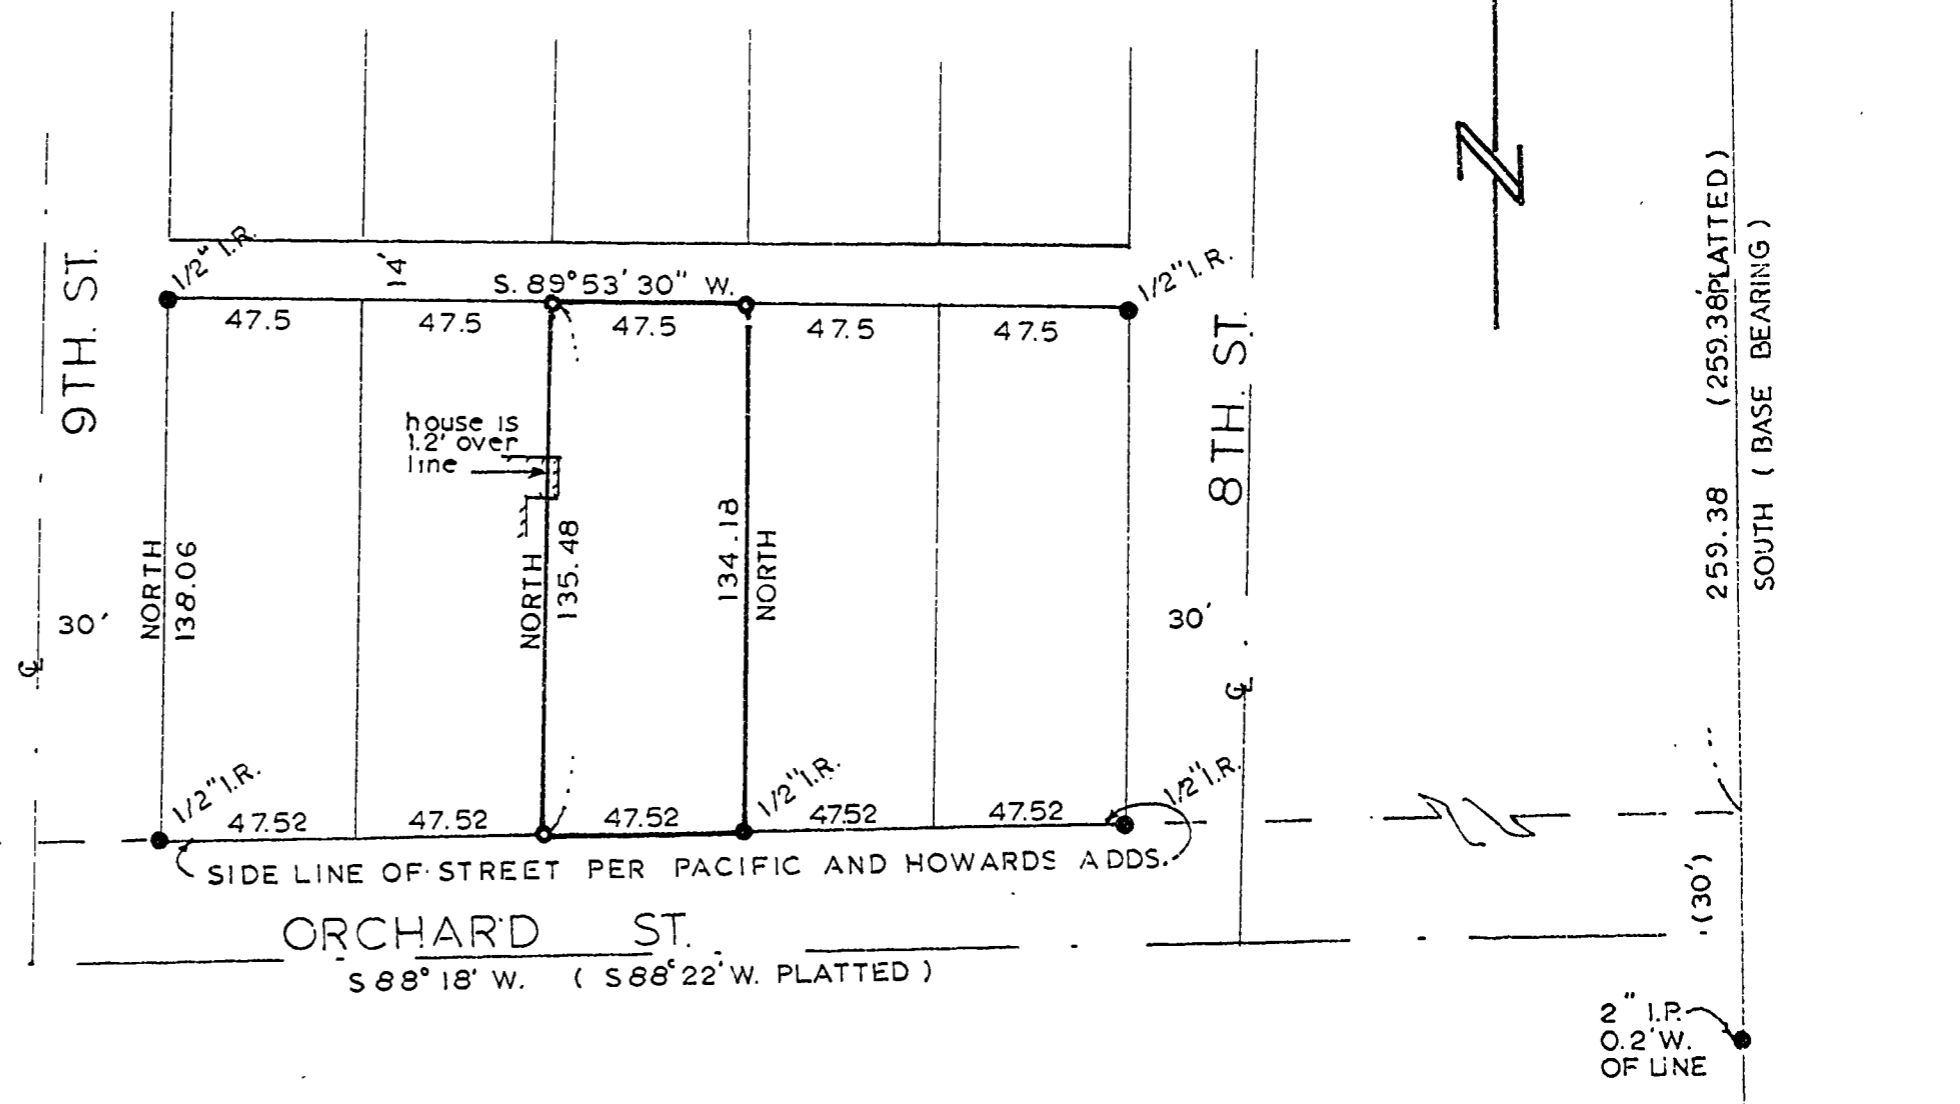 1/2" I.R.
14'
S. 89°53'30" W.
1/2" I.R.
47.5
47.5
47.5
47.5
47.5
9TH. ST.
8TH. ST.
N
(259.38' PLATTED)
SOUTH ( BASE BEARING )
259.38
house is
1.2' over
line
NORTH
138.06
NORTH
135.48
134.18
NORTH
30'
30'
℄
℄
1/2" I.R.
1/2" I.R.
1/2" I.R.
47.52
47.52
47.52
47.52
47.52
SIDE LINE OF STREET PER PACIFIC AND HOWARDS ADDS.
(30')
ORCHARD ST.
S 88° 18' W. ( S 88° 22' W. PLATTED )
2" I.P.
0.2' W.
OF LINE